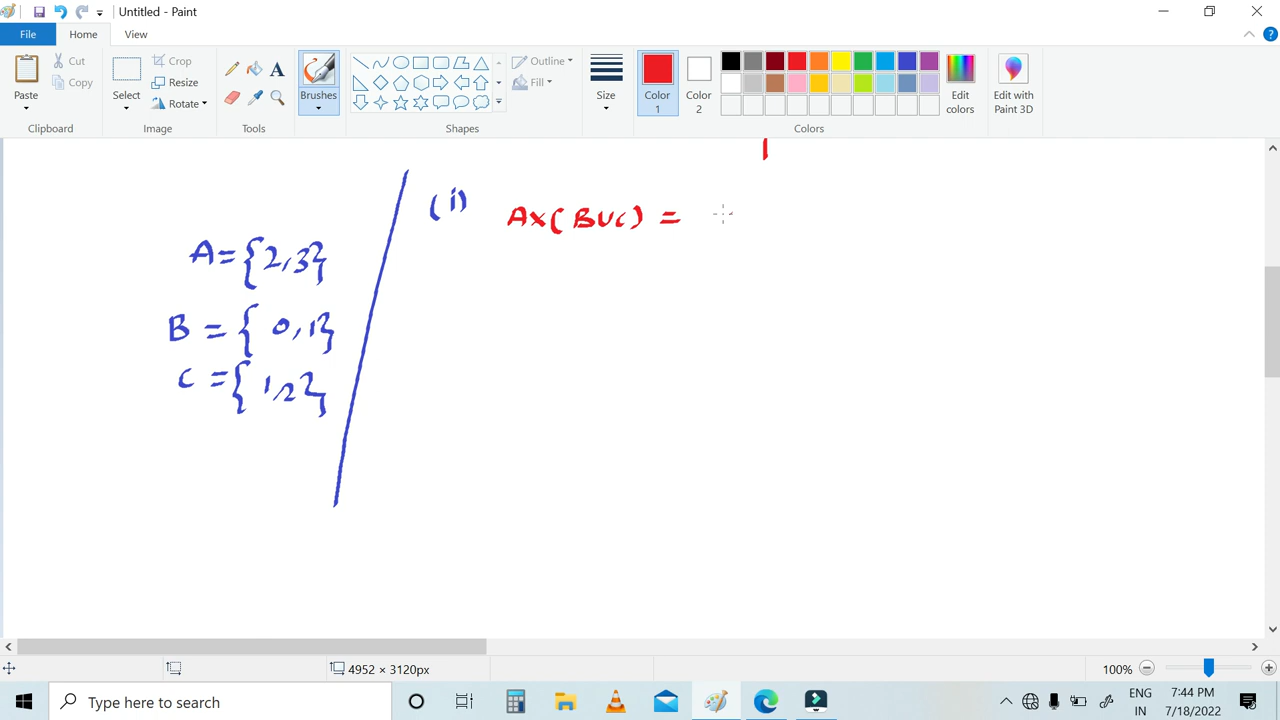 Untitled - Paint
File Home View
Paste Cut Copy
Clipboard
Select Crop Resize Rotate
Image
A
Tools
Brushes
Outline Fill
Shapes
Size
Color 1
Color 2
Edit colors
Edit with Paint 3D
Colors
(i) A×(B∪C) =
A={2,3}
B = { 0,1}
C ={ 1,2}
4952 × 3120px 100%
Type here to search
ENG 7:44 PM
IN 7/18/2022